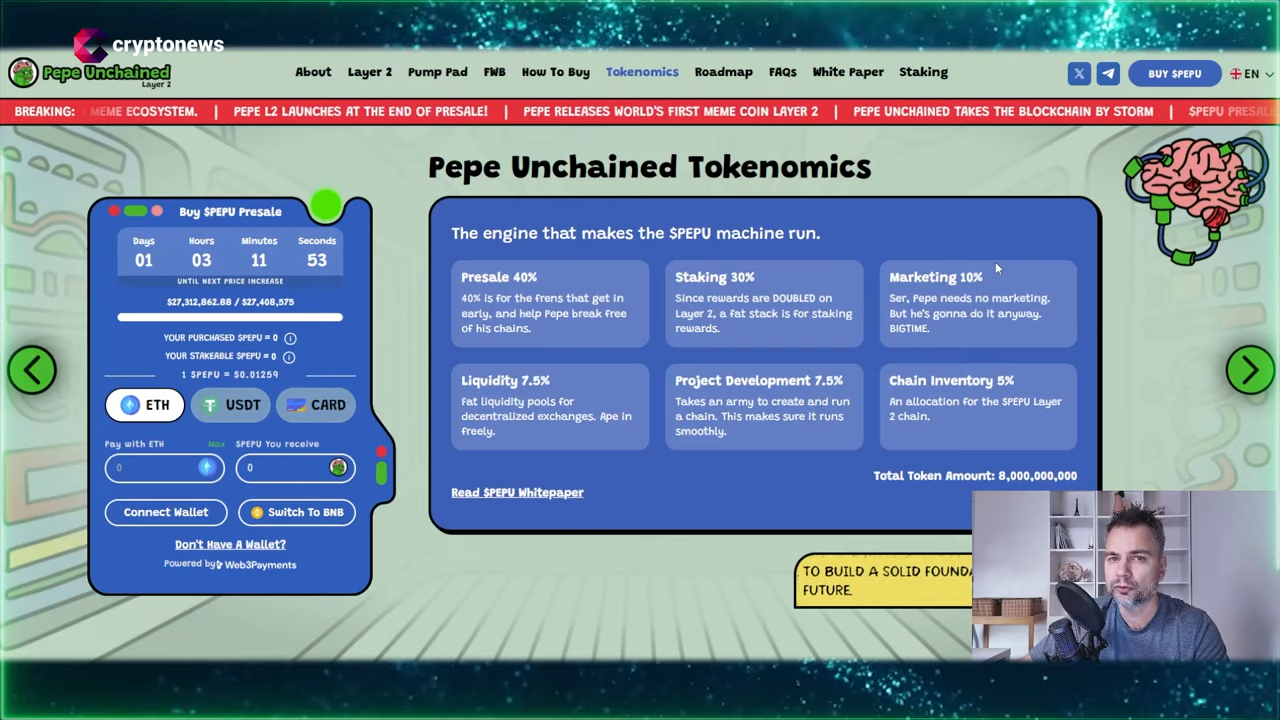 cryptonews
Pepe Unchained
Layer 2
About Layer 2 Pump Pad FWB How To Buy Tokenomics Roadmap FAQs White Paper Staking
BUY $PEPU
EN
BREAKING: MEME ECOSYSTEM. | PEPE L2 LAUNCHES AT THE END OF PRESALE! | PEPE RELEASES WORLD'S FIRST MEME COIN LAYER 2 | PEPE UNCHAINED TAKES THE BLOCKCHAIN BY STORM | $PEPU PRESAL
Buy $PEPU Presale
Days Hours Minutes Seconds
01 03 11 53
UNTIL NEXT PRICE INCREASE
$27,312,862.88 / $27,408,575
YOUR PURCHASED $PEPU = 0
YOUR STAKEABLE $PEPU = 0
1 $PEPU = $0.01259
ETH USDT CARD
Pay with ETH Max $PEPU You receive
0 0
Connect Wallet Switch To BNB
Don't Have A Wallet?
Powered by Web3Payments
Pepe Unchained Tokenomics
The engine that makes the $PEPU machine run.
Presale 40%
40% is for the frens that get in
early, and help Pepe break free
of his chains.
Staking 30%
Since rewards are DOUBLED on
Layer 2, a fat stack is for staking
rewards.
Marketing 10%
Ser, Pepe needs no marketing.
But he's gonna do it anyway.
BIGTIME.
Liquidity 7.5%
Fat liquidity pools for
decentralized exchanges. Ape in
freely.
Project Development 7.5%
Takes an army to create and run
a chain. This makes sure it runs
smoothly.
Chain Inventory 5%
An allocation for the $PEPU Layer
2 chain.
Total Token Amount: 8,000,000,000
Read $PEPU Whitepaper
TO BUILD A SOLID FOUNDA
FUTURE.